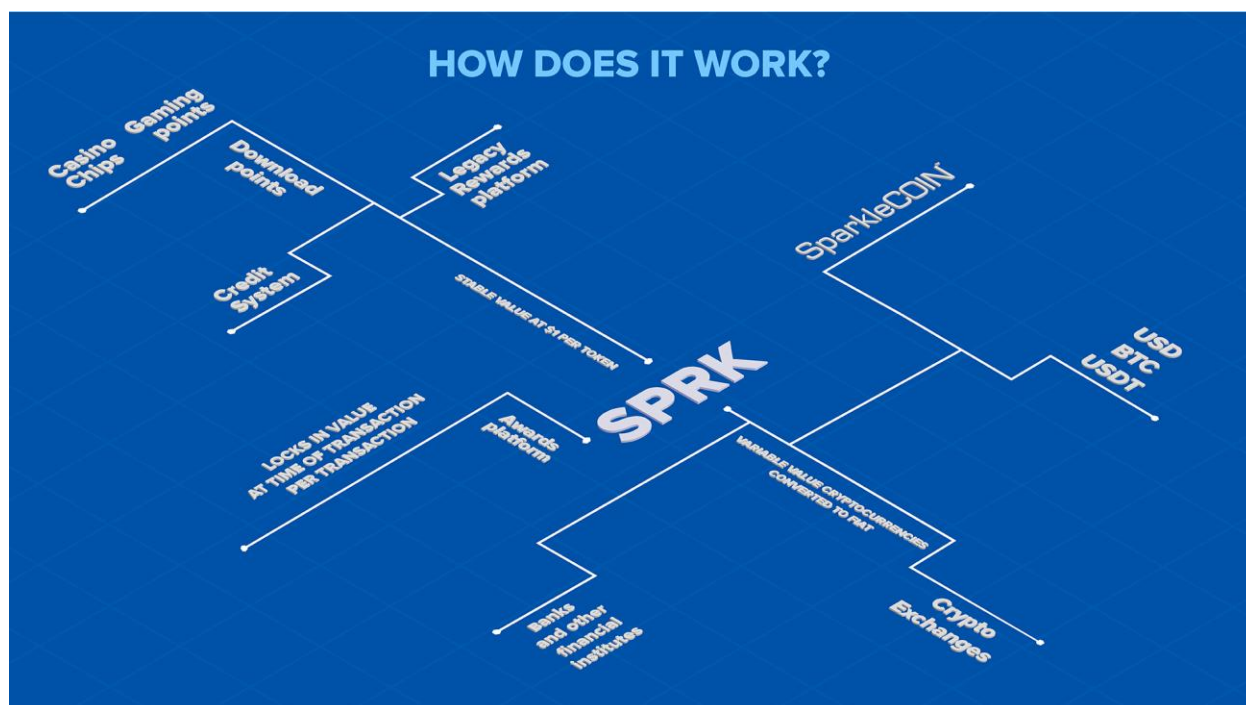 HOW DOES IT WORK?
Casino
Chips
Gaming
points
Download
points
Legacy
Rewards
platform
Credit
System
STABLE VALUE AT $1 PER TOKEN
SparkleCOIN
USD
BTC
USDT
SPRK
LOCKS IN VALUE
AT TIME OF TRANSACTION
PER TRANSACTION
Awards
platform
VARIABLE VALUE CRYPTOCURRENCIES
CONVERTED TO FIAT
Banks
and other
financial
institutes
Crypto
Exchanges